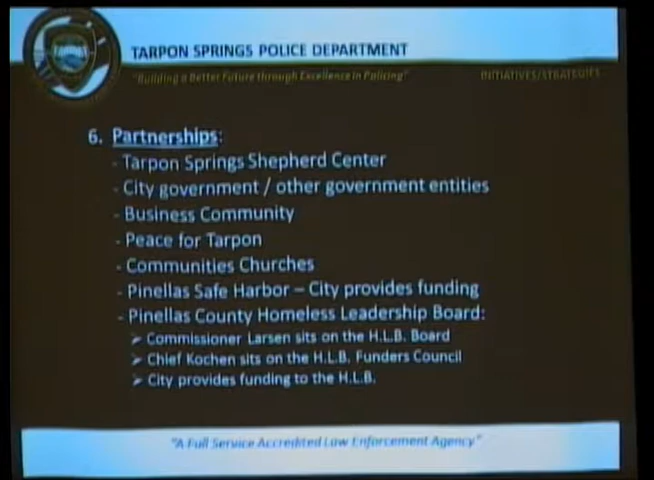 TARPON SPRINGS POLICE DEPARTMENT
"Building a Better Future through Excellence in Policing"
INITIATIVES/STRATEGIES
6. Partnerships:
- Tarpon Springs Shepherd Center
- City government / other government entities
- Business Community
- Peace for Tarpon
- Communities Churches
- Pinellas Safe Harbor – City provides funding
- Pinellas County Homeless Leadership Board:
➢ Commissioner Larsen sits on the H.L.B. Board
➢ Chief Kochen sits on the H.L.B. Funders Council
➢ City provides funding to the H.L.B.
"A Full Service Accredited Law Enforcement Agency"